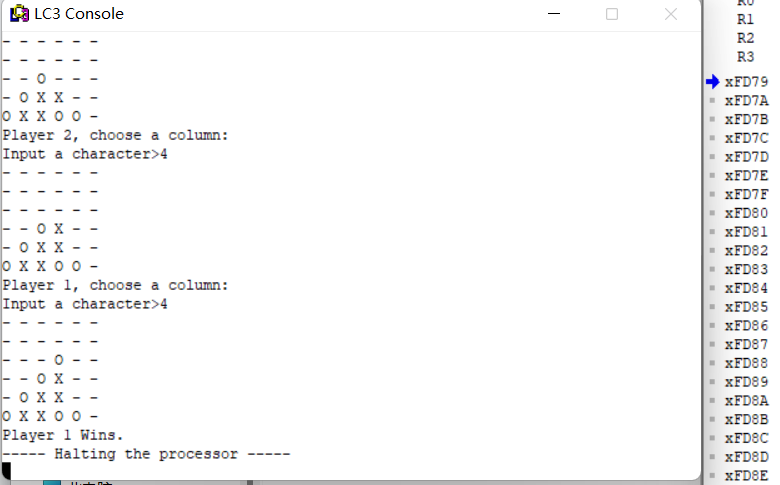 LC3 Console
- - - - - -
- - - - - -
- - O - - -
- O X X - -
O X X O O -
Player 2, choose a column:
Input a character>4
- - - - - -
- - - - - -
- - - - - -
- - O X - -
- O X X - -
O X X O O -
Player 1, choose a column:
Input a character>4
- - - - - -
- - - - - -
- - - O - -
- - O X - -
- O X X - -
O X X O O -
Player 1 Wins.
----- Halting the processor -----
R0
R1
R2
R3
xFD79
xFD7A
xFD7B
xFD7C
xFD7D
xFD7E
xFD7F
xFD80
xFD81
xFD82
xFD83
xFD84
xFD85
xFD86
xFD87
xFD88
xFD89
xFD8A
xFD8B
xFD8C
xFD8D
xFD8E